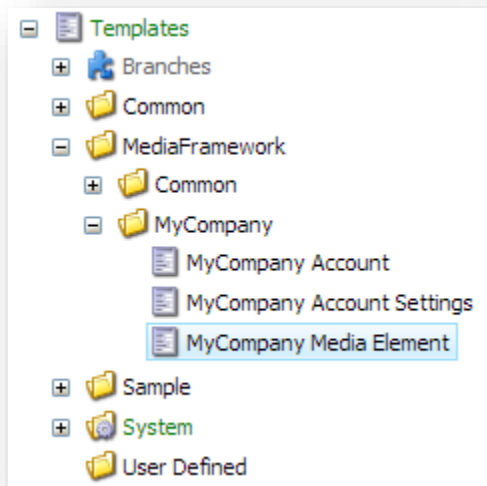 Templates
Branches
Common
MediaFramework
Common
MyCompany
MyCompany Account
MyCompany Account Settings
MyCompany Media Element
Sample
System
User Defined